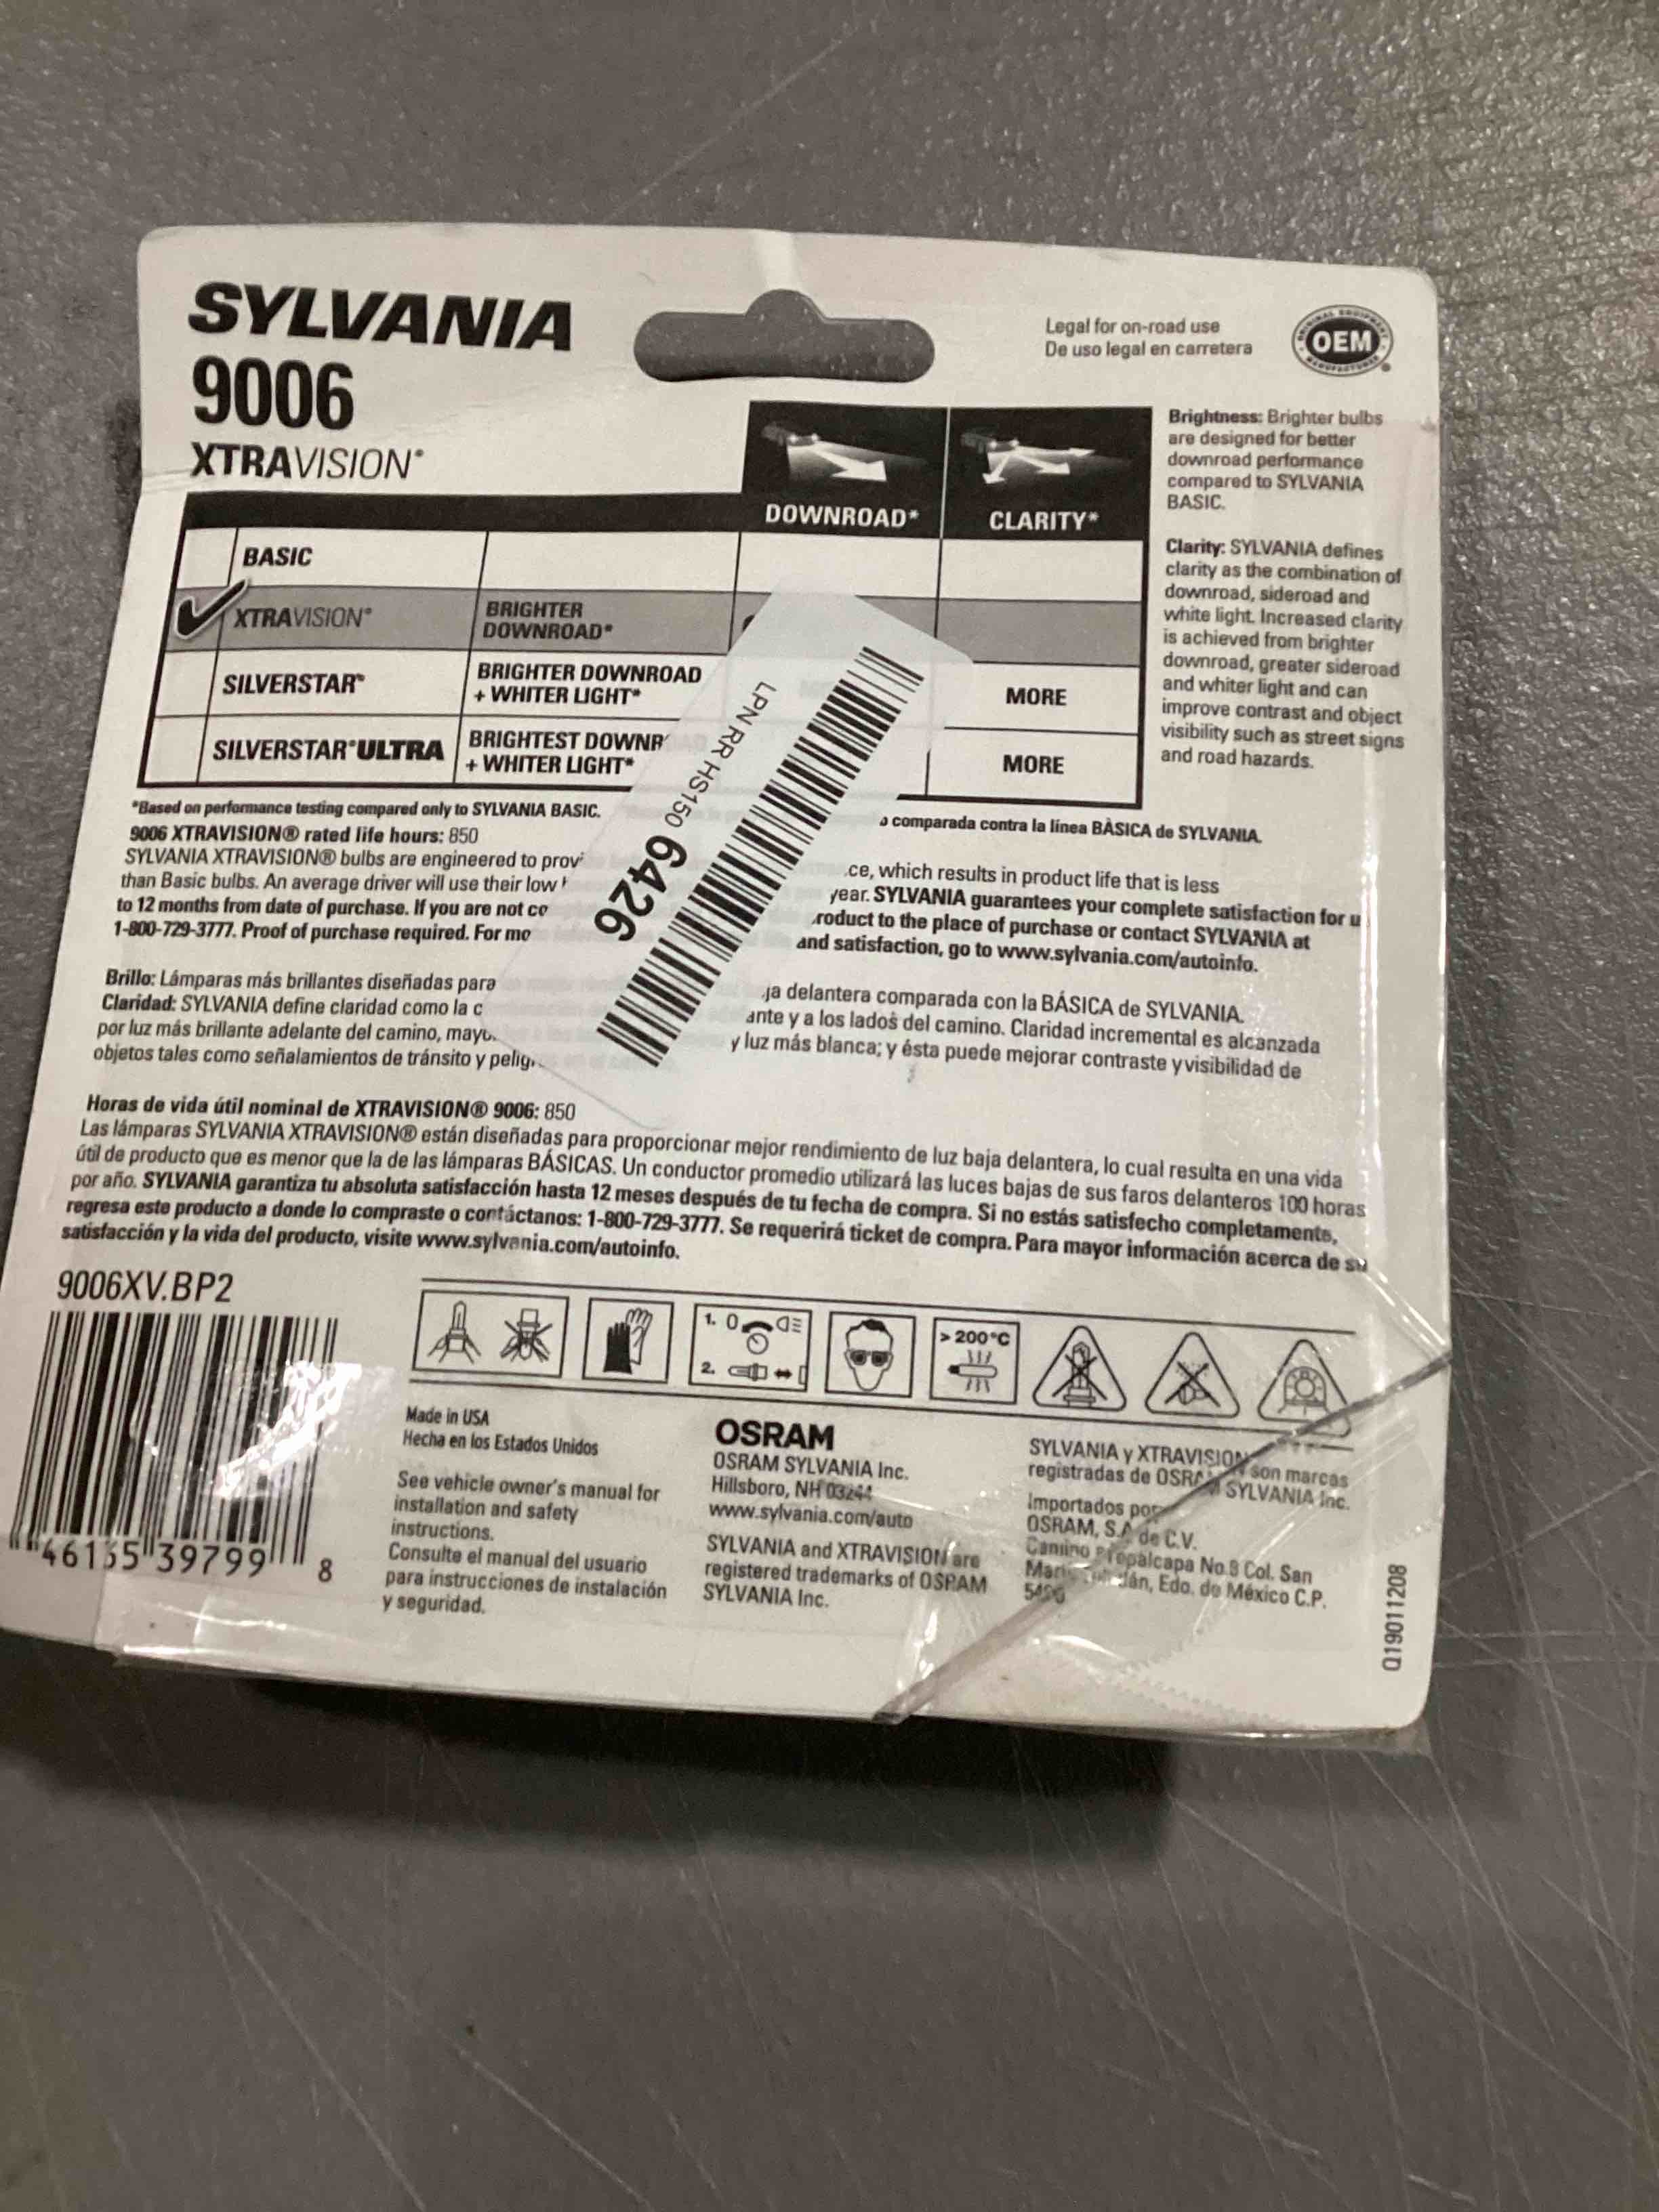 SYLVANIA
9006
XTRAVISION®
Legal for on-road use
De uso legal en carretera
ORIGINAL EQUIPMENT
OEM
MANUFACTURER
DOWNROAD*
CLARITY*
BASIC
XTRAVISION®
BRIGHTER
DOWNROAD*
SILVERSTAR®
BRIGHTER DOWNROAD
+ WHITER LIGHT*
MORE
SILVERSTAR® ULTRA
BRIGHTEST DOWNR
+ WHITER LIGHT*
MORE
Brightness: Brighter bulbs
are designed for better
downroad performance
compared to SYLVANIA
BASIC.
Clarity: SYLVANIA defines
clarity as the combination of
downroad, sideroad and
white light. Increased clarity
is achieved from brighter
downroad, greater sideroad
and whiter light and can
improve contrast and object
visibility such as street signs
and road hazards.
LPN RR HS150 6426
*Based on performance testing compared only to SYLVANIA BASIC.
comparada contra la línea BÀSICA de SYLVANIA.
9006 XTRAVISION® rated life hours: 850
SYLVANIA XTRAVISION® bulbs are engineered to provi ce, which results in product life that is less
than Basic bulbs. An average driver will use their low year. SYLVANIA guarantees your complete satisfaction for u
to 12 months from date of purchase. If you are not co roduct to the place of purchase or contact SYLVANIA at
1-800-729-3777. Proof of purchase required. For mo and satisfaction, go to www.sylvania.com/autoinfo.
Brillo: Lámparas más brillantes diseñadas para ja delantera comparada con la BÁSICA de SYLVANIA.
Claridad: SYLVANIA define claridad como la c ante y a los lados del camino. Claridad incremental es alcanzada
por luz más brillante adelante del camino, mayo y luz más blanca; y ésta puede mejorar contraste y visibilidad de
objetos tales como señalamientos de tránsito y pelig
Horas de vida útil nominal de XTRAVISION® 9006: 850
Las lámparas SYLVANIA XTRAVISION® están diseñadas para proporcionar mejor rendimiento de luz baja delantera, lo cual resulta en una vida
útil de producto que es menor que la de las lámparas BÁSICAS. Un conductor promedio utilizará las luces bajas de sus faros delanteros 100 horas
por año. SYLVANIA garantiza tu absoluta satisfacción hasta 12 meses después de tu fecha de compra. Si no estás satisfecho completamente,
regresa este producto a donde lo compraste o contáctanos: 1-800-729-3777. Se requerirá ticket de compra. Para mayor información acerca de su
satisfacción y la vida del producto, visite www.sylvania.com/autoinfo.
9006XV.BP2
1. 0
2.
> 200°C
46135 39799 8
Made in USA
Hecha en los Estados Unidos
See vehicle owner's manual for
installation and safety
instructions.
Consulte el manual del usuario
para instrucciones de instalación
y seguridad.
OSRAM
OSRAM SYLVANIA Inc.
Hillsboro, NH 03244
www.sylvania.com/auto
SYLVANIA and XTRAVISION are
registered trademarks of OSRAM
SYLVANIA Inc.
SYLVANIA y XTRAVISION son marcas
registradas de OSRAM SYLVANIA Inc.
Importados por
OSRAM, S.A. de C.V.
Camino a Tepalcapa No.8 Col. San
Edo. de México C.P.
Q19011208